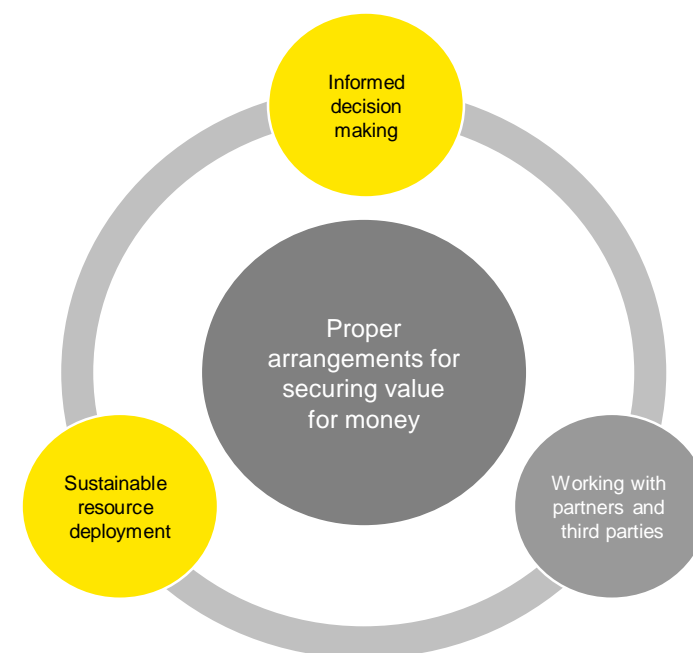 Informed
decision
making
Proper
arrangements for
securing value
for money
Sustainable
resource
deployment
Working with
partners and
third parties